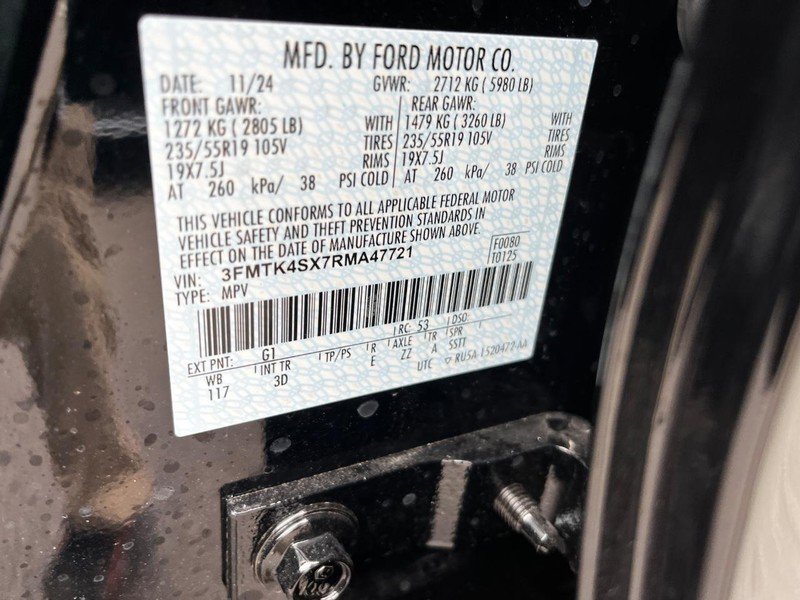 MFD. BY FORD MOTOR CO.
DATE: 11/24 GVWR: 2712 KG ( 5980 LB)
FRONT GAWR: REAR GAWR:
1272 KG ( 2805 LB) WITH 1479 KG ( 3260 LB) WITH
235/55R19 105V TIRES 235/55R19 105V TIRES
19X7.5J RIMS 19X7.5J RIMS
AT 260 kPa/ 38 PSI COLD AT 260 kPa/ 38 PSI COLD
THIS VEHICLE CONFORMS TO ALL APPLICABLE FEDERAL MOTOR
VEHICLE SAFETY AND THEFT PREVENTION STANDARDS IN
EFFECT ON THE DATE OF MANUFACTURE SHOWN ABOVE.
VIN: 3FMTK4SX7RMA47721 F0080
TYPE: MPV T0125
EXT PNT: G1 RC: 53 DSO:
WB INT TR TP/PS R AXLE TR SPR
117 3D E ZZ A SSTT
UTC RU5A 1520472-AA